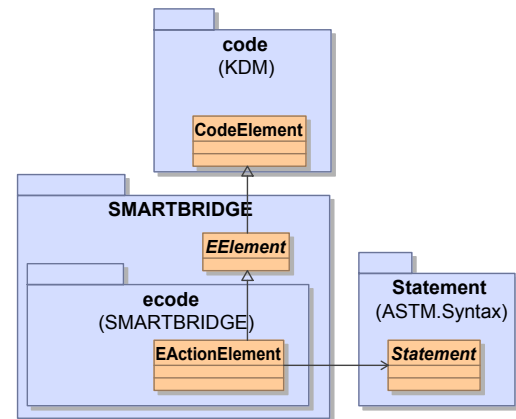 code
(KDM)
CodeElement
SMARTBRIDGE
EElement
ecode
(SMARTBRIDGE)
EActionElement
Statement
(ASTM.Syntax)
Statement